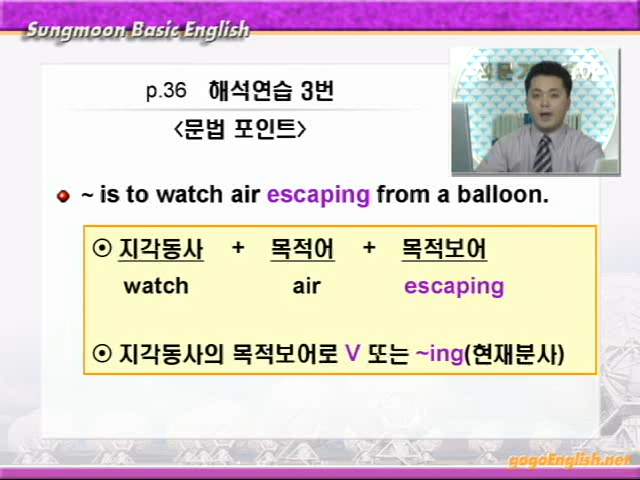 Sungmoon Basic English
p.36 해석연습 3번
<문법 포인트>
~ is to watch air escaping from a balloon.
지각동사 + 목적어 + 목적보어
watch air escaping
지각동사의 목적보어로 V 또는 ~ing(현재분사)
gogoEnglish.net